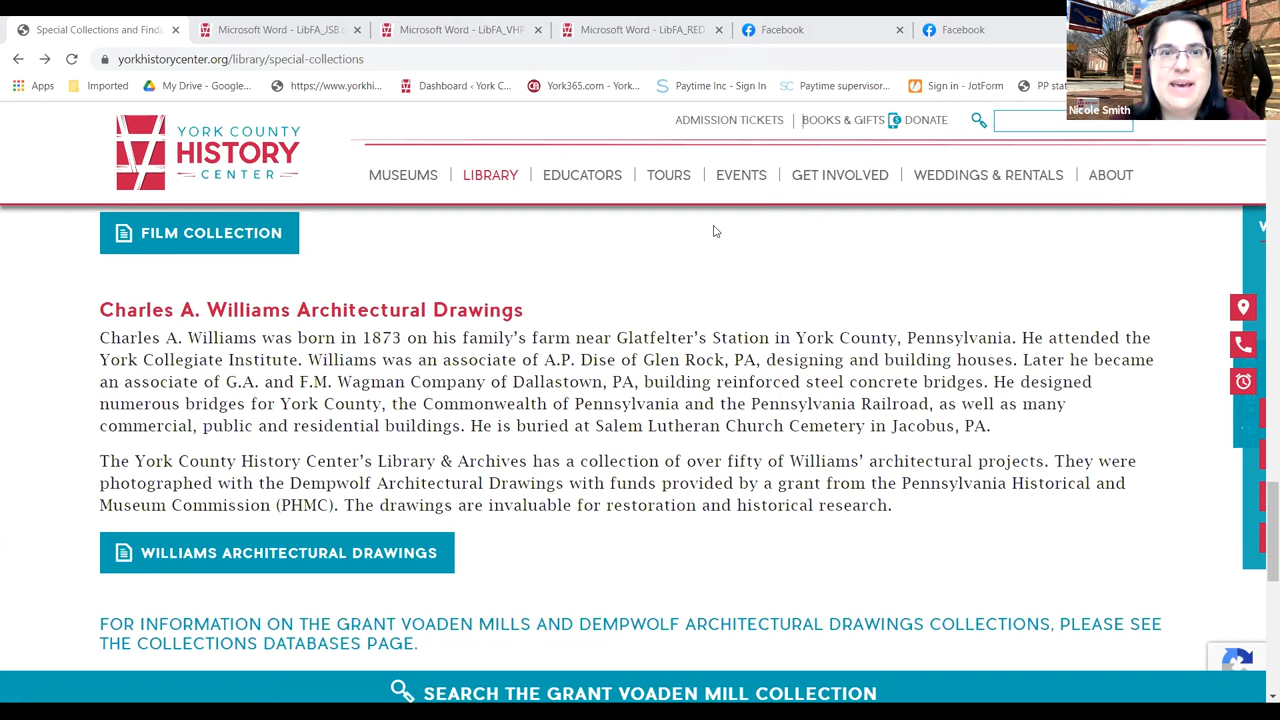 Special Collections and Findi
Microsoft Word - LibFA_JSB.c
Microsoft Word - LibFA_VHP
Microsoft Word - LibFA_RED
Facebook
Facebook
yorkhistorycenter.org/library/special-collections
Apps
Imported
My Drive - Google...
https://www.yorkhi...
Dashboard ‹ York C...
York365.com - York...
Paytime Inc - Sign In
Paytime supervisor...
Sign in - JotForm
PP sta
Nicole Smith
YORK COUNTY
HISTORY
CENTER
ADMISSION TICKETS
BOOKS & GIFTS
DONATE
MUSEUMS
LIBRARY
EDUCATORS
TOURS
EVENTS
GET INVOLVED
WEDDINGS & RENTALS
ABOUT
FILM COLLECTION
Charles A. Williams Architectural Drawings
Charles A. Williams was born in 1873 on his family's farm near Glatfelter's Station in York County, Pennsylvania. He attended the
York Collegiate Institute. Williams was an associate of A.P. Dise of Glen Rock, PA, designing and building houses. Later he became
an associate of G.A. and F.M. Wagman Company of Dallastown, PA, building reinforced steel concrete bridges. He designed
numerous bridges for York County, the Commonwealth of Pennsylvania and the Pennsylvania Railroad, as well as many
commercial, public and residential buildings. He is buried at Salem Lutheran Church Cemetery in Jacobus, PA.
The York County History Center's Library & Archives has a collection of over fifty of Williams' architectural projects. They were
photographed with the Dempwolf Architectural Drawings with funds provided by a grant from the Pennsylvania Historical and
Museum Commission (PHMC). The drawings are invaluable for restoration and historical research.
WILLIAMS ARCHITECTURAL DRAWINGS
FOR INFORMATION ON THE GRANT VOADEN MILLS AND DEMPWOLF ARCHITECTURAL DRAWINGS COLLECTIONS, PLEASE SEE
THE COLLECTIONS DATABASES PAGE.
SEARCH THE GRANT VOADEN MILL COLLECTION